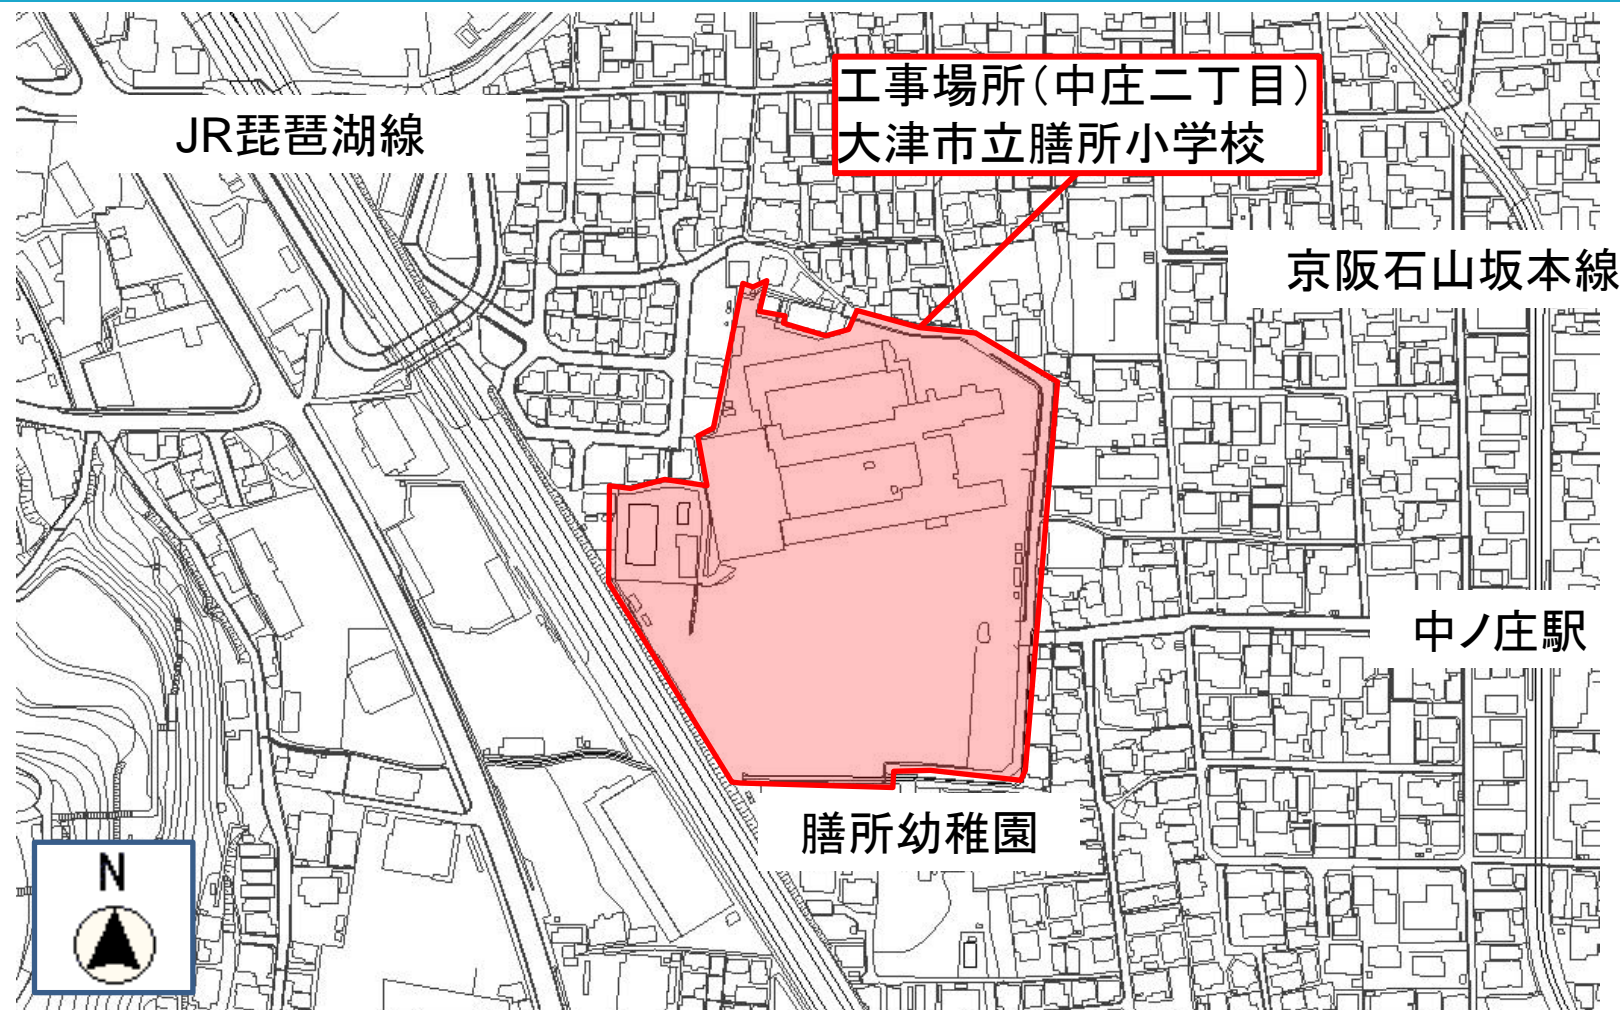 工事場所（中庄二丁目）
大津市立膳所小学校
JR琵琶湖線
京阪石山坂本線
中ノ庄駅
膳所幼稚園
N